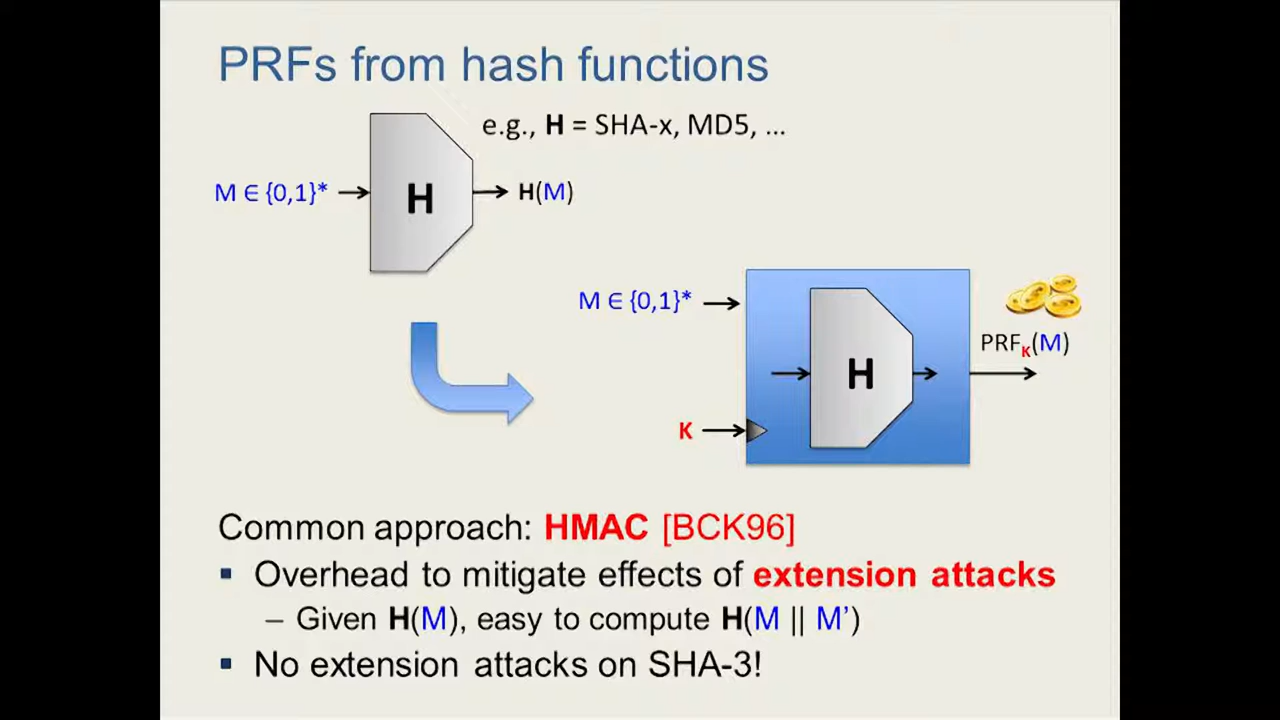 PRFs from hash functions
e.g., H = SHA-x, MD5, ...
M ∈ {0,1}*
H
H(M)
M ∈ {0,1}*
H
PRF_K(M)
K
Common approach: HMAC [BCK96]
▪ Overhead to mitigate effects of extension attacks
– Given H(M), easy to compute H(M || M’)
▪ No extension attacks on SHA-3!